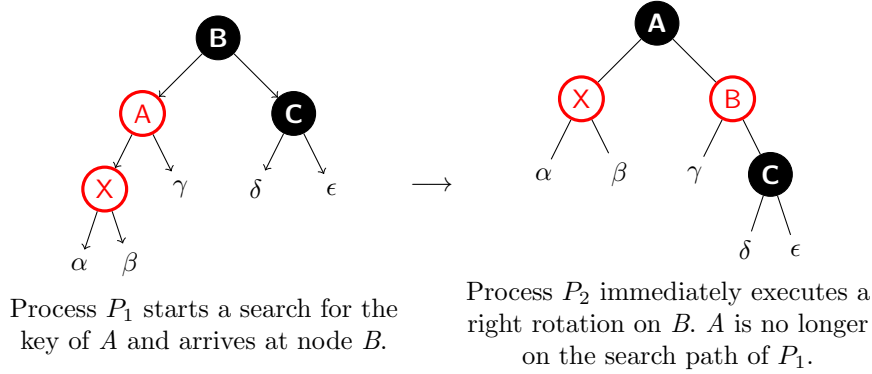 B
A
C
X
γ
δ
ϵ
α
β
Process P₁ starts a search for the
key of A and arrives at node B.
⟶
A
X
B
α
β
γ
C
δ
ϵ
Process P₂ immediately executes a
right rotation on B. A is no longer
on the search path of P₁.